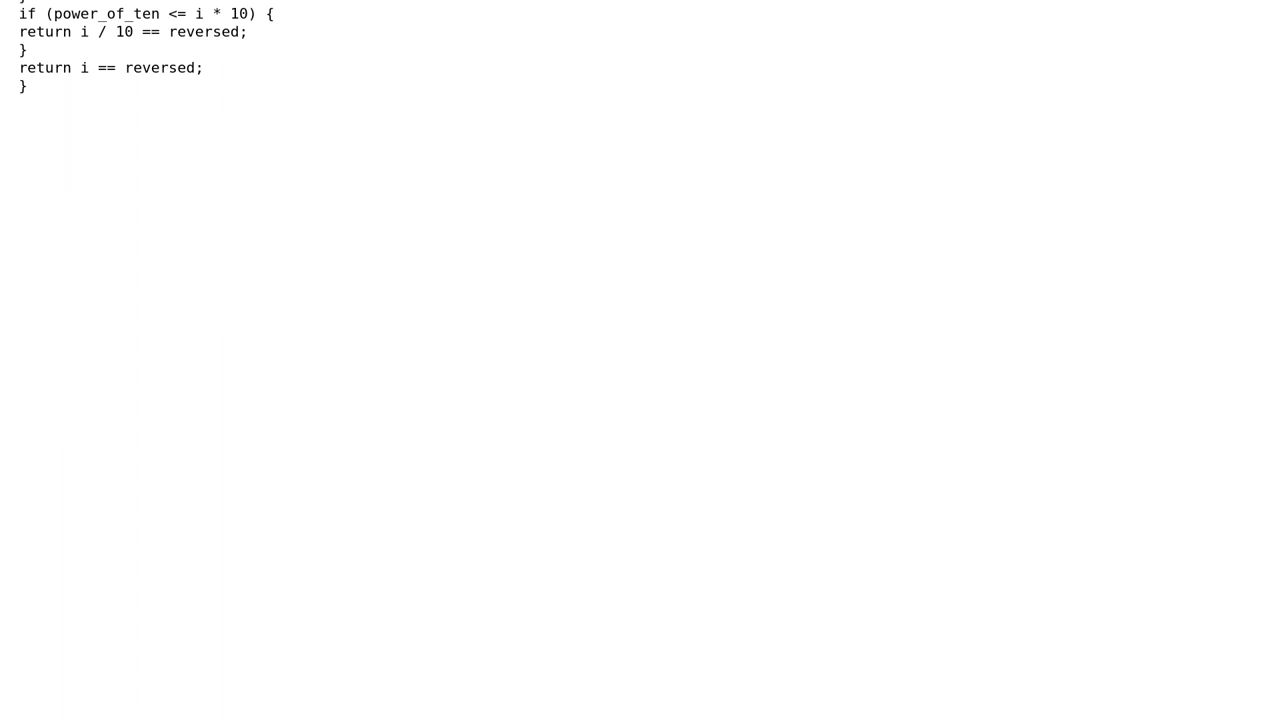 }
if (power_of_ten <= i * 10) {
return i / 10 == reversed;
}
return i == reversed;
}